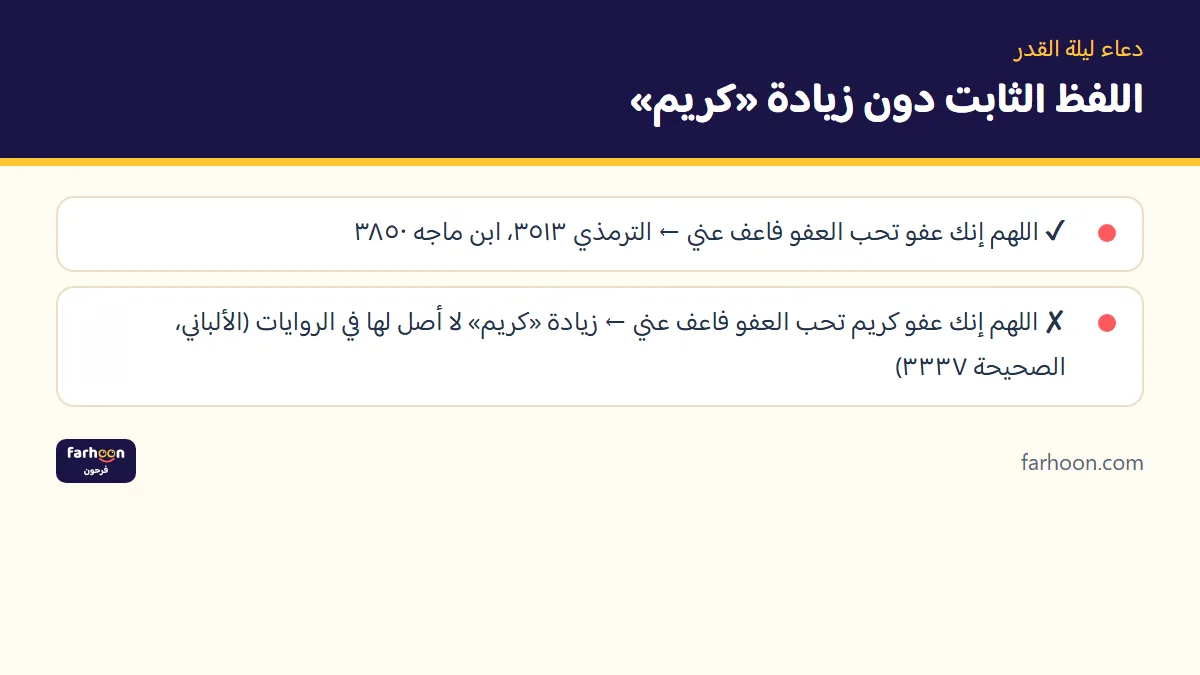 دعاء ليلة القدر
اللفظ الثابت دون زيادة «كريم»
✓ اللهم إنك عفو تحب العفو فاعف عني ← الترمذي ٣٥١٣، ابن ماجه ٣٨٥٠
✗ اللهم إنك عفو كريم تحب العفو فاعف عني ← زيادة «كريم» لا أصل لها في الروايات (الألباني،
الصحيحة ٣٣٣٧)
farhoon.com
farhoon
فرحون